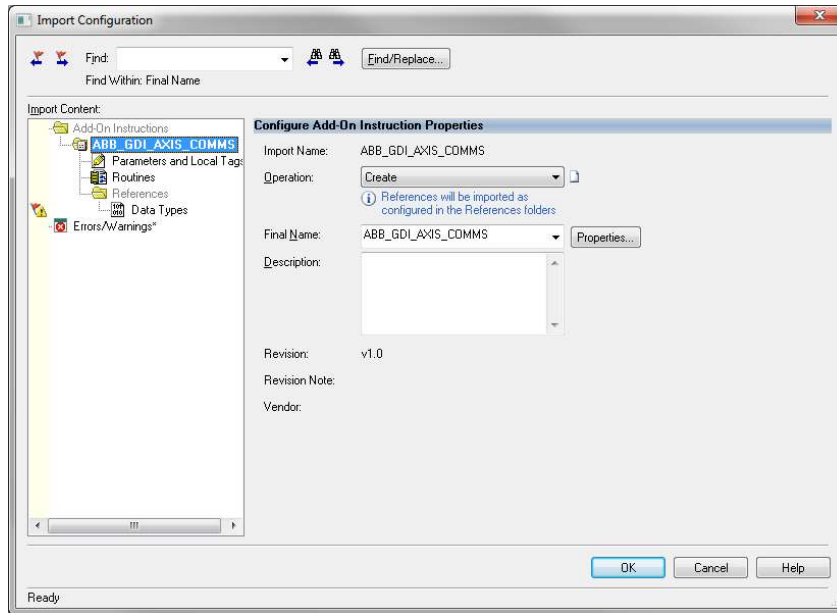 Import Configuration
Find:
Find/Replace...
Find Within: Final Name
Import Content:
Add-On Instructions
ABB_GDI_AXIS_COMMS
Parameters and Local Tags
Routines
References
Data Types
Errors/Warnings*
Configure Add-On Instruction Properties
Import Name: ABB_GDI_AXIS_COMMS
Operation: Create
References will be imported as
configured in the References folders
Final Name: ABB_GDI_AXIS_COMMS Properties...
Description:
Revision: v1.0
Revision Note:
Vendor:
OK Cancel Help
Ready